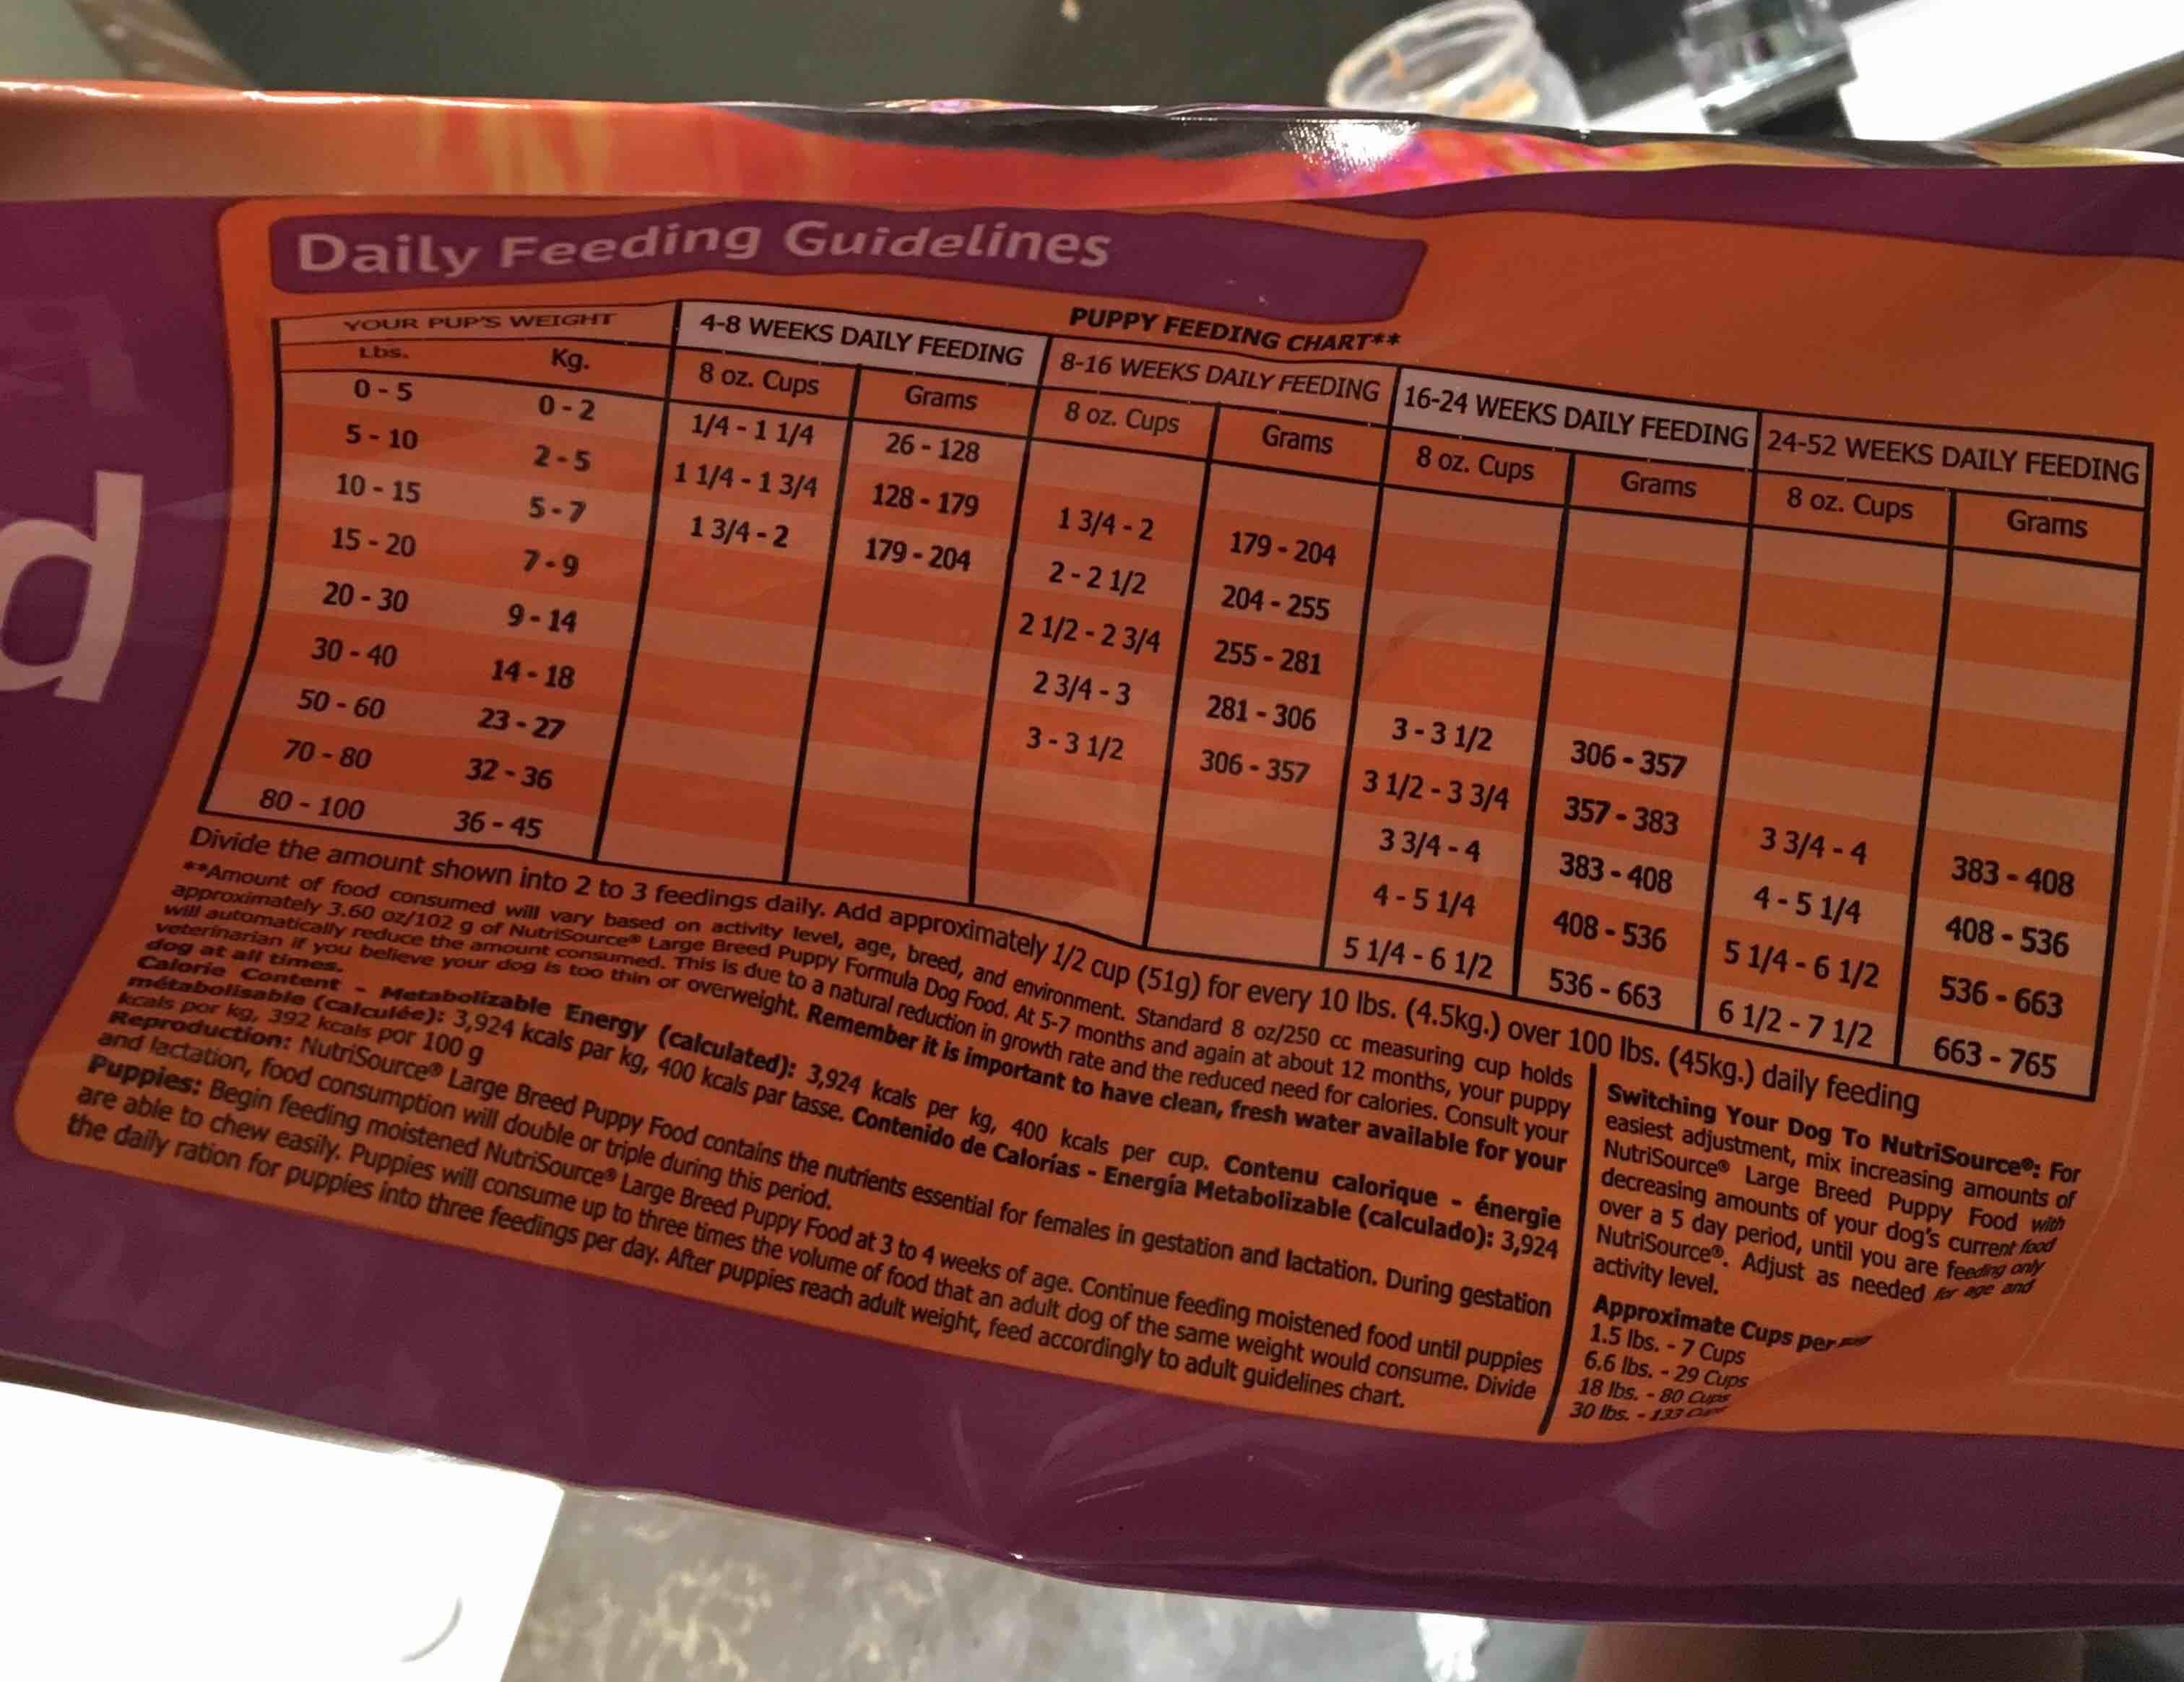 Daily Feeding Guidelines
PUPPY FEEDING CHART**
YOUR PUP'S WEIGHT 4-8 WEEKS DAILY FEEDING 8-16 WEEKS DAILY FEEDING 16-24 WEEKS DAILY FEEDING 24-52 WEEKS DAILY FEEDING
Lbs. Kg. 8 oz. Cups Grams 8 oz. Cups Grams 8 oz. Cups Grams 8 oz. Cups Grams
0 - 5 0 - 2 1/4 - 1 1/4 26 - 128
5 - 10 2 - 5 1 1/4 - 1 3/4 128 - 179 1 3/4 - 2 179 - 204
10 - 15 5 - 7 1 3/4 - 2 179 - 204 2 - 2 1/2 204 - 255
15 - 20 7 - 9 2 1/2 - 2 3/4 255 - 281
20 - 30 9 - 14 2 3/4 - 3 281 - 306 3 - 3 1/2 306 - 357
30 - 40 14 - 18 3 - 3 1/2 306 - 357 3 1/2 - 3 3/4 357 - 383 3 3/4 - 4 383 - 408
50 - 60 23 - 27 3 3/4 - 4 383 - 408 4 - 5 1/4 408 - 536
70 - 80 32 - 36 4 - 5 1/4 408 - 536 5 1/4 - 6 1/2 536 - 663
80 - 100 36 - 45 5 1/4 - 6 1/2 536 - 663 6 1/2 - 7 1/2 663 - 765
Divide the amount shown into 2 to 3 feedings daily. Add approximately 1/2 cup (51g) for every 10 lbs. (4.5kg.) over 100 lbs. (45kg.) daily feeding
**Amount of food consumed will vary based on activity level, age, breed, and environment. Standard 8 oz/250 cc measuring cup holds
approximately 3.60 oz/102 g of NutriSource® Large Breed Puppy Formula Dog Food. At 5-7 months and again at about 12 months, your puppy
will automatically reduce the amount consumed. This is due to a natural reduction in growth rate and the reduced need for calories. Consult your
veterinarian if you believe your dog is too thin or overweight. Remember it is important to have clean, fresh water available for your
dog at all times.
Calorie Content - Metabolizable Energy (calculated): 3,924 kcals per kg, 400 kcals per cup. Contenu calorique - énergie
métabolisable (calculée): 3,924 kcals par kg, 400 kcals par tasse. Contenido de Calorías - Energía Metabolizable (calculado): 3,924
kcals por kg, 392 kcals por 100 g
Reproduction: NutriSource® Large Breed Puppy Food contains the nutrients essential for females in gestation and lactation. During gestation
and lactation, food consumption will double or triple during this period.
Puppies: Begin feeding moistened NutriSource® Large Breed Puppy Food at 3 to 4 weeks of age. Continue feeding moistened food until puppies
are able to chew easily. Puppies will consume up to three times the volume of food that an adult dog of the same weight would consume. Divide
the daily ration for puppies into three feedings per day. After puppies reach adult weight, feed accordingly to adult guidelines chart.
Switching Your Dog To NutriSource®: For
easiest adjustment, mix increasing amounts of
NutriSource® Large Breed Puppy Food with
decreasing amounts of your dog's current food
over a 5 day period, until you are feeding only
NutriSource®. Adjust as needed for age and
activity level.
Approximate Cups per
1.5 lbs. - 7 Cups
6.6 lbs. - 29 Cups
18 lbs. - 80 Cups
30 lbs. - 133 Cups
d